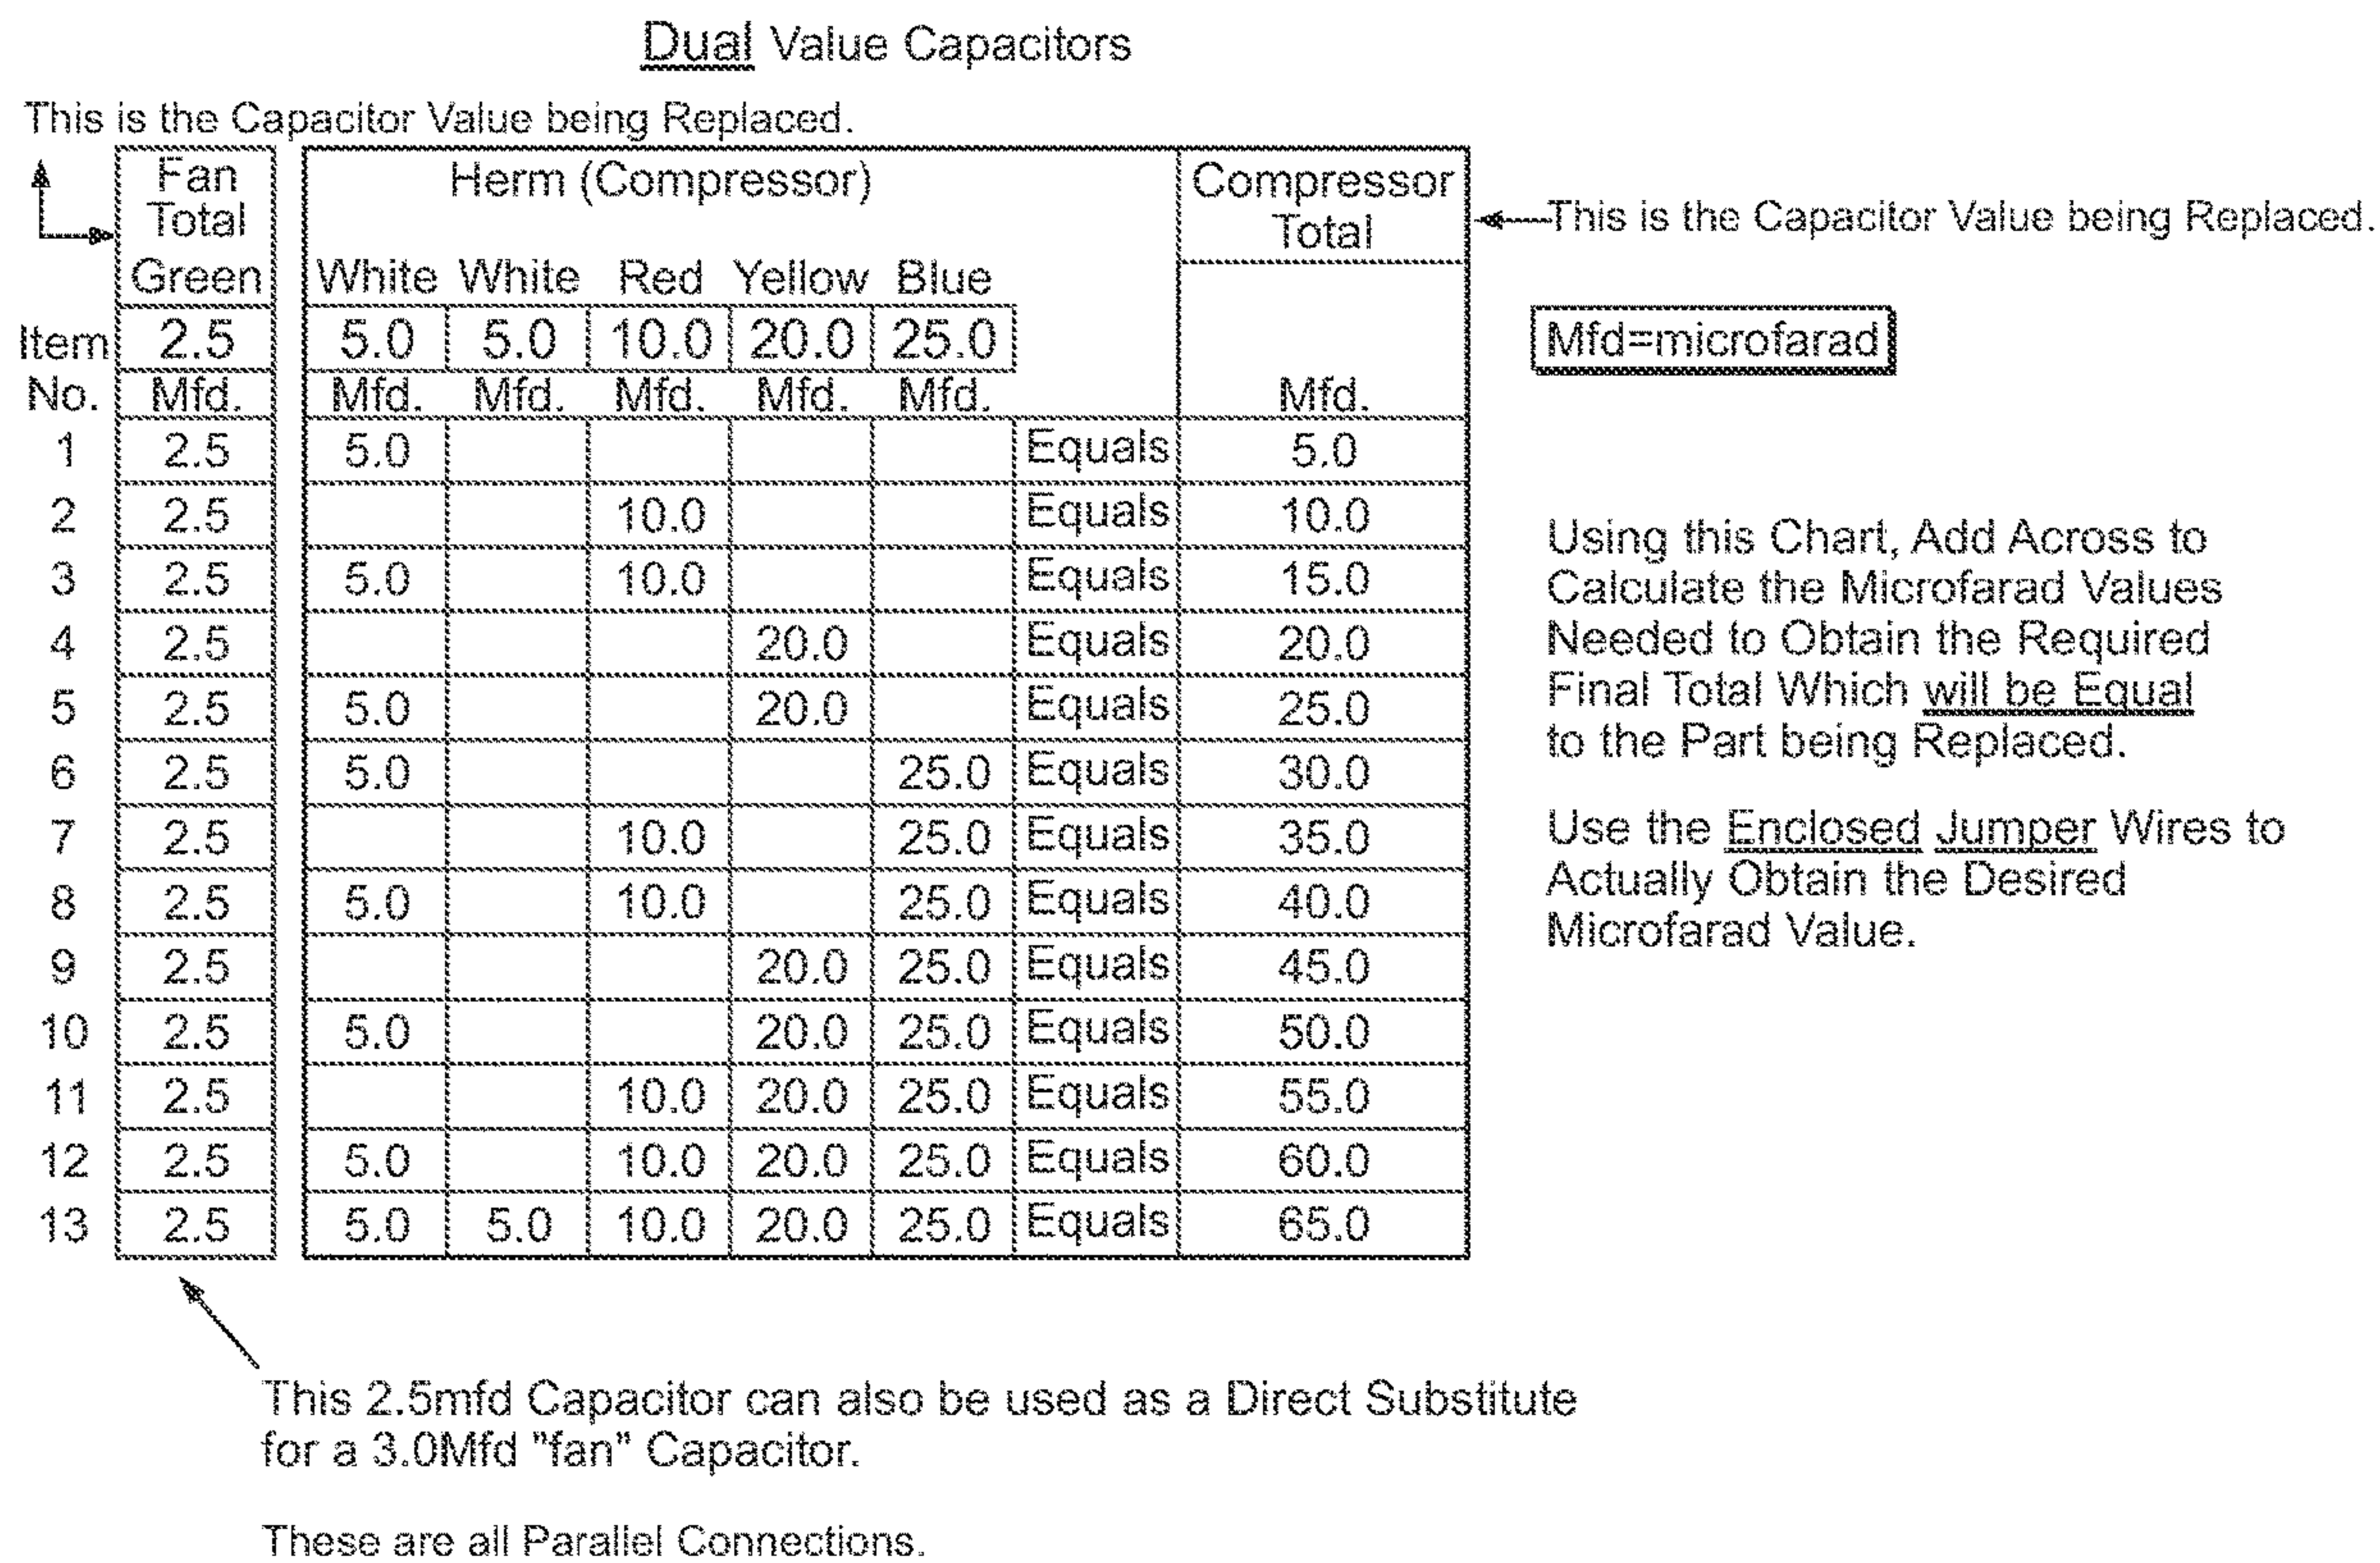 Dual Value Capacitors
This is the Capacitor Value being Replaced.
Fan Total Green
Herm (Compressor)
Compressor Total
This is the Capacitor Value being Replaced.
White White Red Yellow Blue
Item No. 2.5 5.0 5.0 10.0 20.0 25.0
Mfd=microfarad
Mfd. Mfd. Mfd. Mfd. Mfd. Mfd. Mfd.
1 2.5 5.0 Equals 5.0
2 2.5 10.0 Equals 10.0
3 2.5 5.0 10.0 Equals 15.0
4 2.5 20.0 Equals 20.0
5 2.5 5.0 20.0 Equals 25.0
6 2.5 5.0 25.0 Equals 30.0
7 2.5 10.0 25.0 Equals 35.0
8 2.5 5.0 10.0 25.0 Equals 40.0
9 2.5 20.0 25.0 Equals 45.0
10 2.5 5.0 20.0 25.0 Equals 50.0
11 2.5 10.0 20.0 25.0 Equals 55.0
12 2.5 5.0 10.0 20.0 25.0 Equals 60.0
13 2.5 5.0 5.0 10.0 20.0 25.0 Equals 65.0
Using this Chart, Add Across to
Calculate the Microfarad Values
Needed to Obtain the Required
Final Total Which will be Equal
to the Part being Replaced.
Use the Enclosed Jumper Wires to
Actually Obtain the Desired
Microfarad Value.
This 2.5mfd Capacitor can also be used as a Direct Substitute
for a 3.0Mfd "fan" Capacitor.
These are all Parallel Connections.